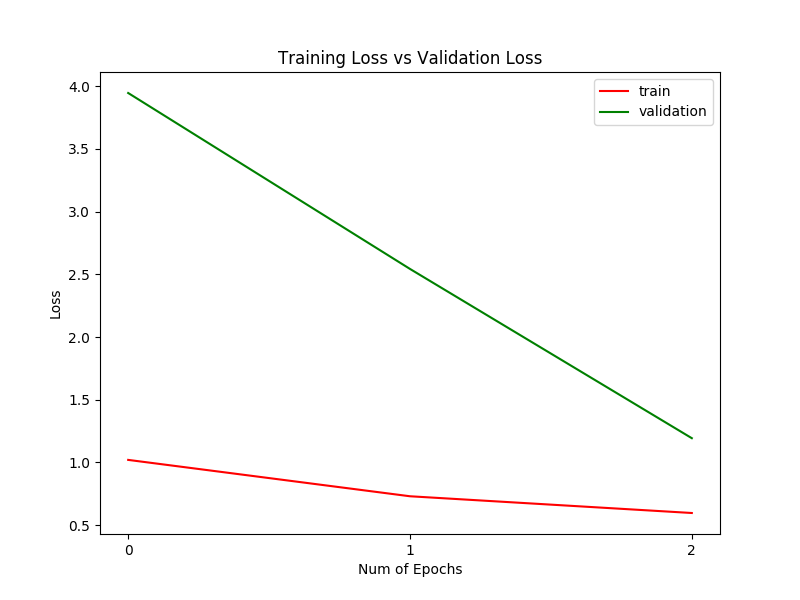 Training Loss vs Validation Loss
train
validation
4.0
3.5
3.0
2.5
2.0
1.5
1.0
0.5
Loss
0 1 2
Num of Epochs